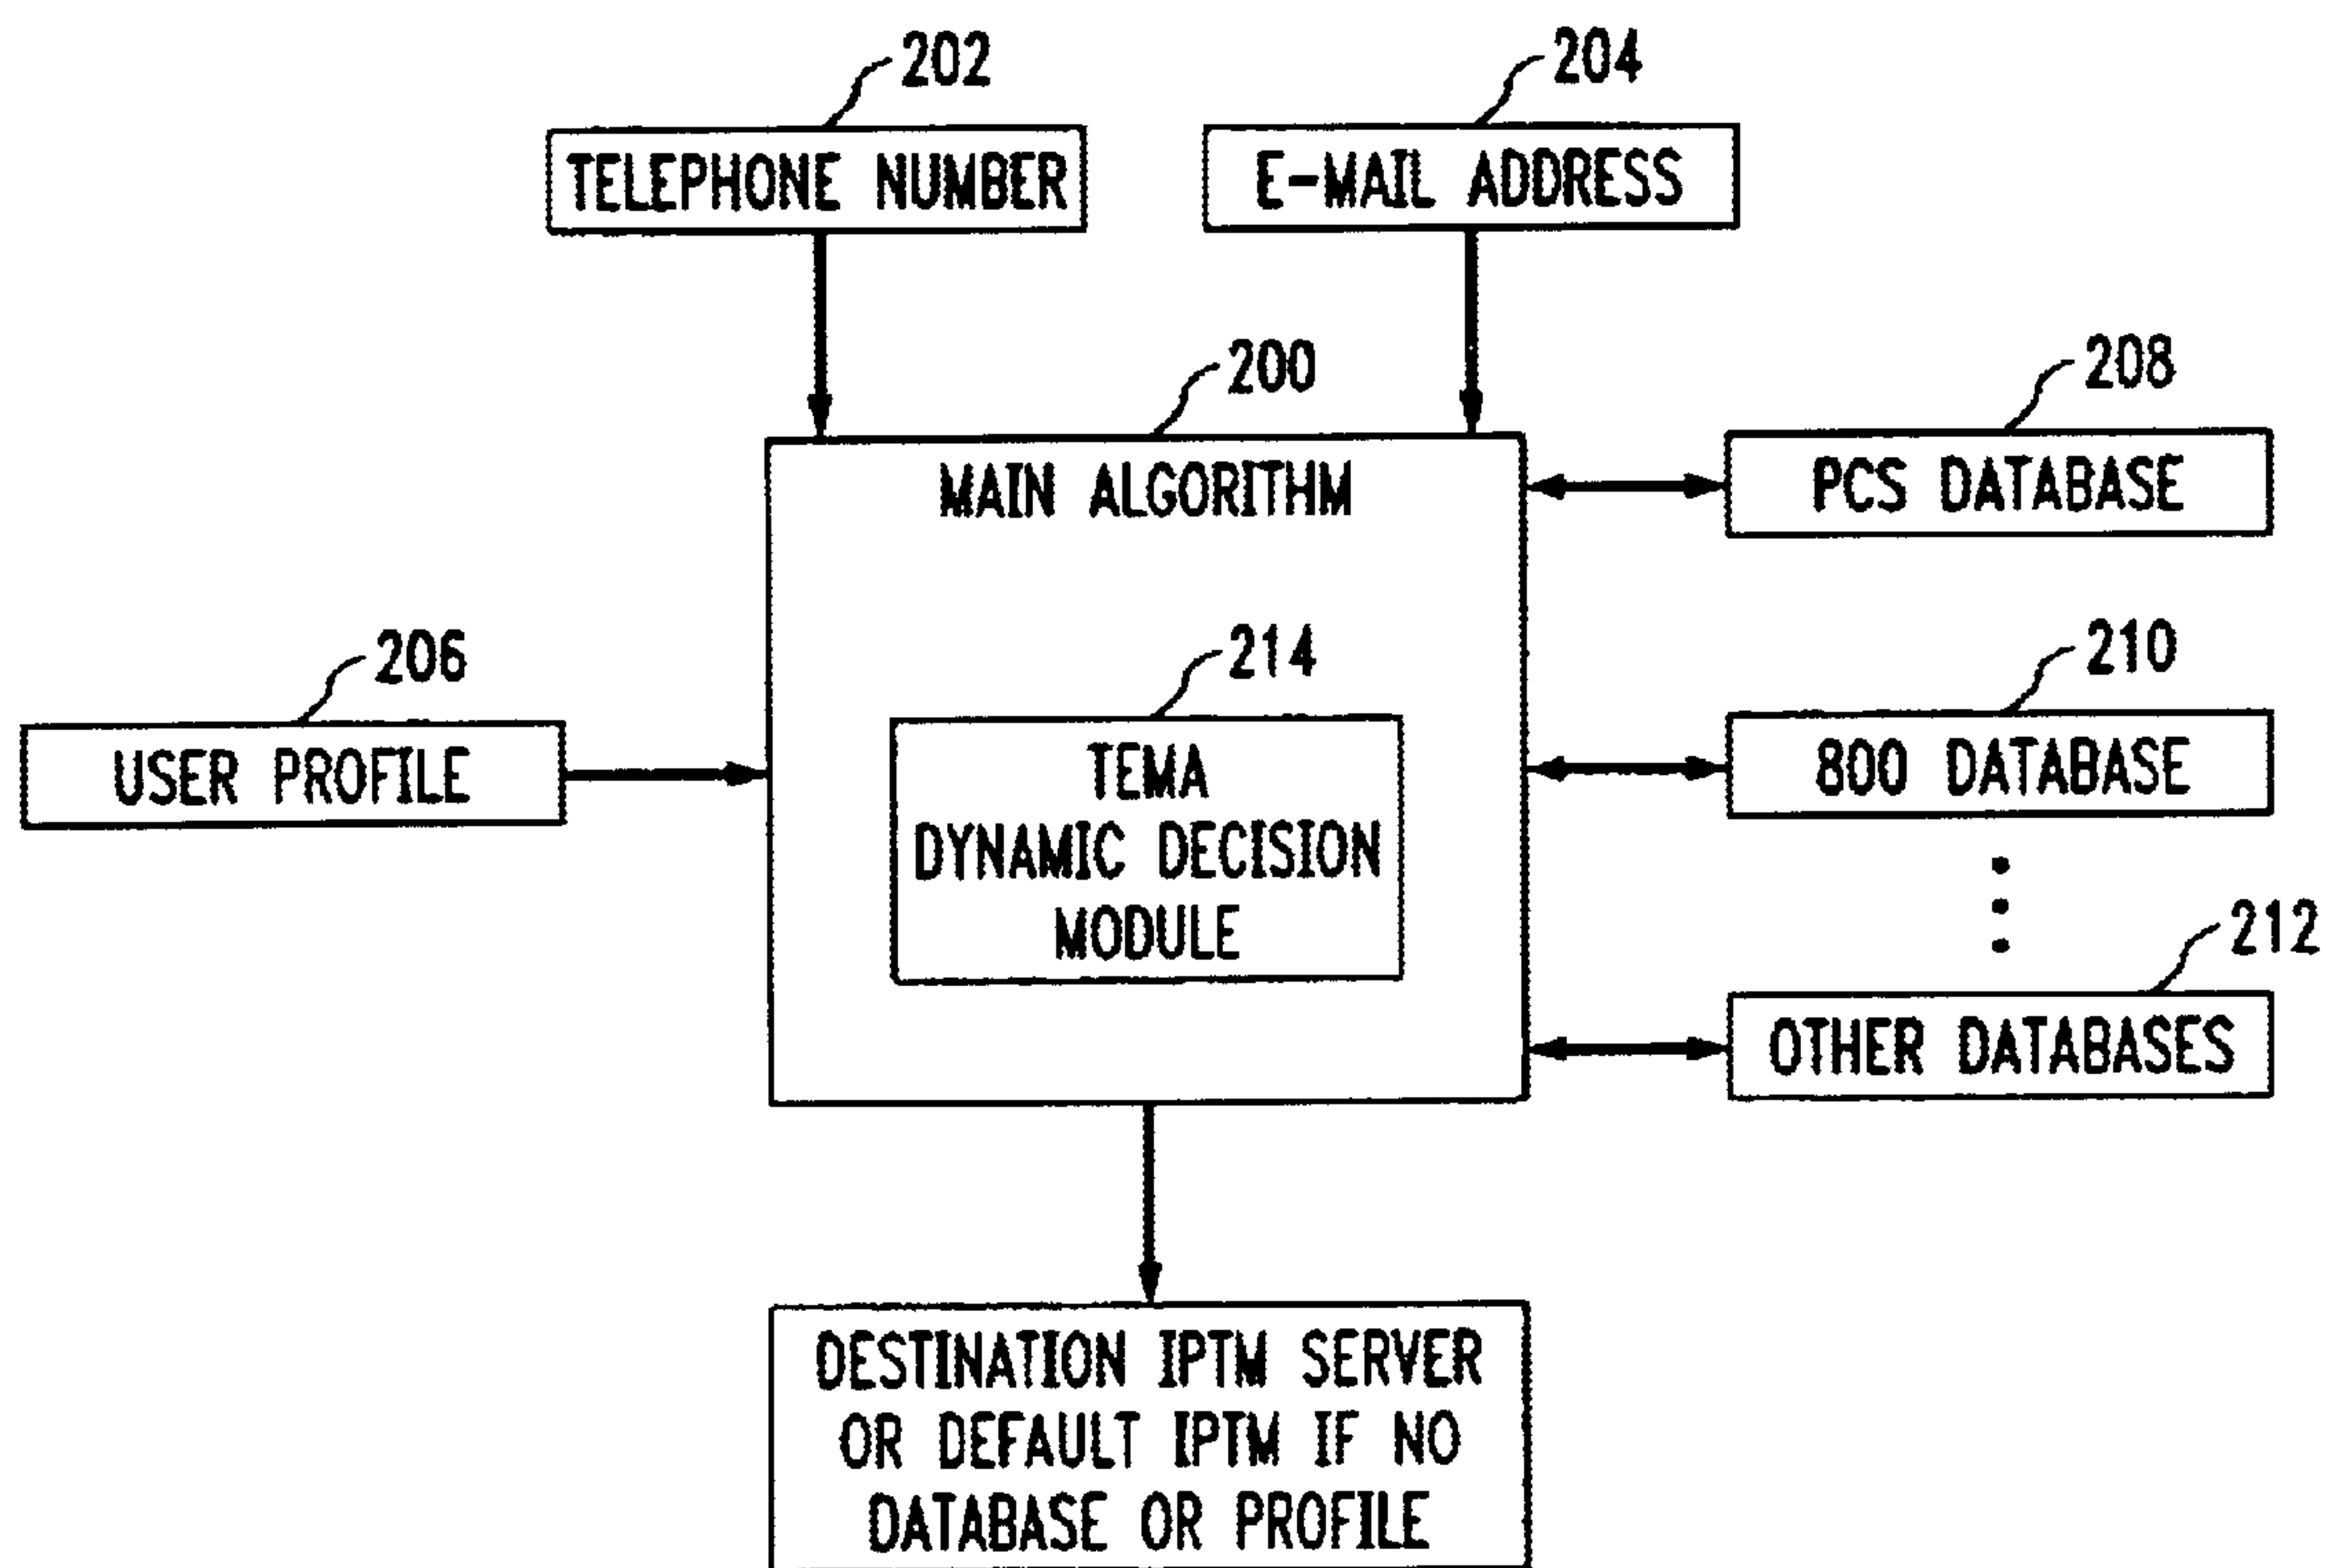 202
204
TELEPHONE NUMBER
E-MAIL ADDRESS
200
208
MAIN ALGORITHM
PCS DATABASE
206
214
210
USER PROFILE
TEMA
DYNAMIC DECISION
MODULE
800 DATABASE
212
OTHER DATABASES
DESTINATION IPTM SERVER
OR DEFAULT IPTM IF NO
DATABASE OR PROFILE